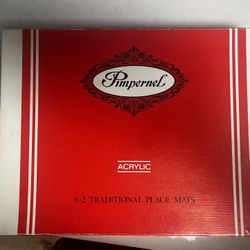 Pimpernel
ACRYLIC
6+2 TRADITIONAL PLACE MATS